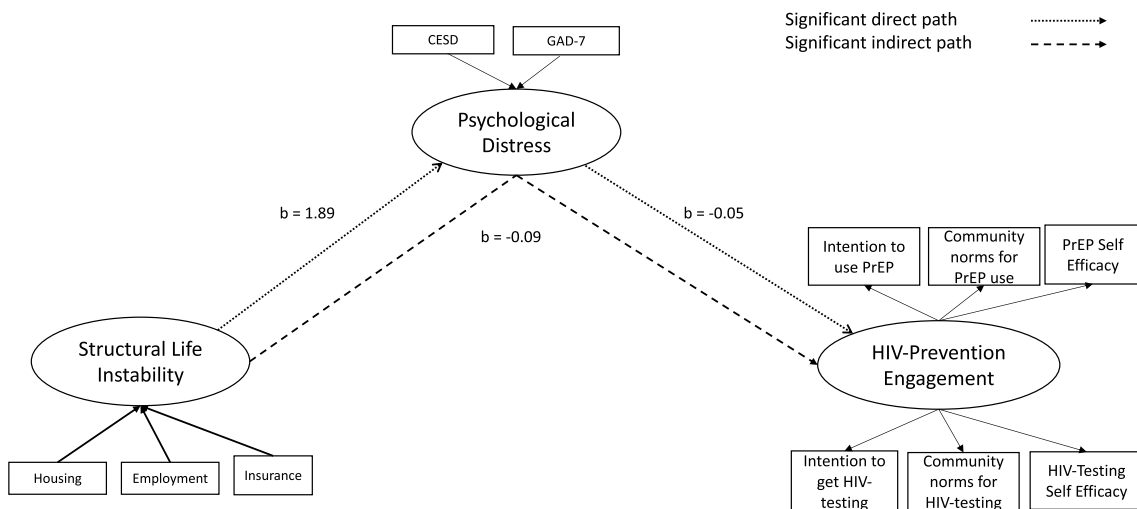 Significant direct path
Significant indirect path
CESD
GAD-7
Psychological
Distress
b = 1.89
b = -0.09
b = -0.05
Intention to
use PrEP
Community
norms for
PrEP use
PrEP Self
Efficacy
Structural Life
Instability
HIV-Prevention
Engagement
Housing
Employment
Insurance
Intention to
get HIV-
testing
Community
norms for
HIV-testing
HIV-Testing
Self Efficacy